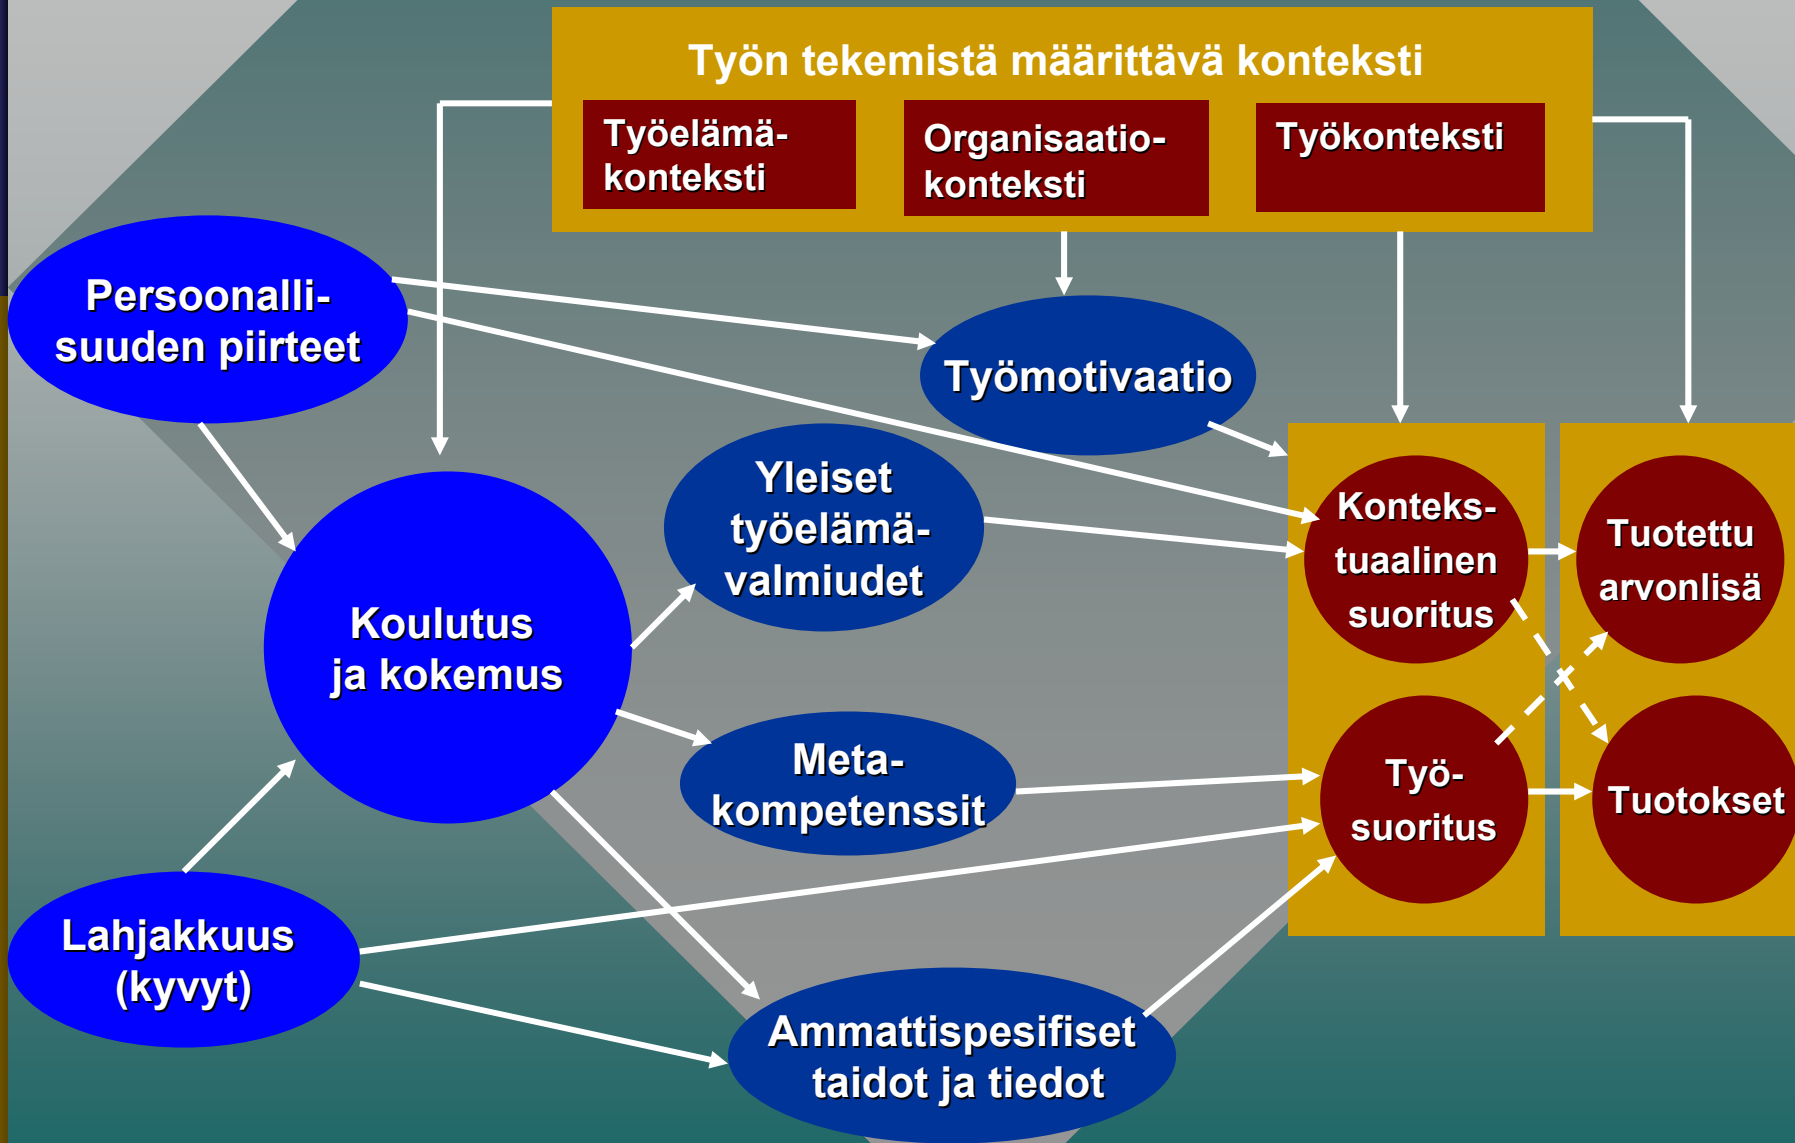 Työn tekemistä määrittävä konteksti
Työelämä-
konteksti
Organisaatio-
konteksti
Työkonteksti
Persoonalli-
suuden piirteet
Työmotivaatio
Yleiset
työelämä-
valmiudet
Konteks-
tuaalinen
suoritus
Tuotettu
arvonlisä
Koulutus
ja kokemus
Meta-
kompetenssit
Työ-
suoritus
Tuotokset
Lahjakkuus
(kyvyt)
Ammattispesifiset
taidot ja tiedot